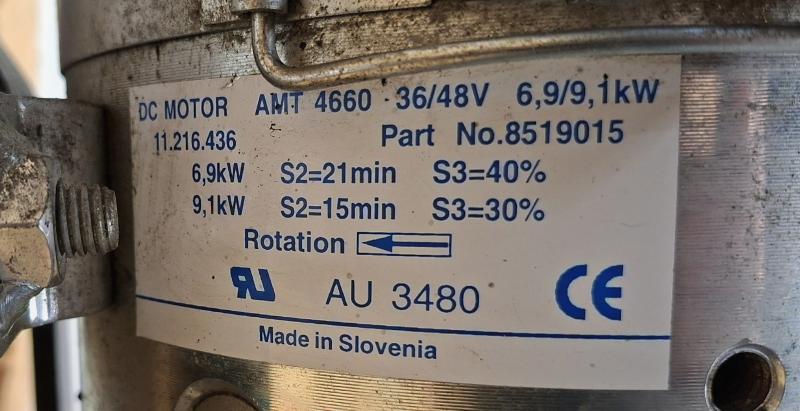 DC MOTOR AMT 4660 · 36/48V 6,9/9,1kW
11.216.436 Part No.8519015
6,9kW S2=21min S3=40%
9,1kW S2=15min S3=30%
Rotation
AU 3480 CE
Made in Slovenia